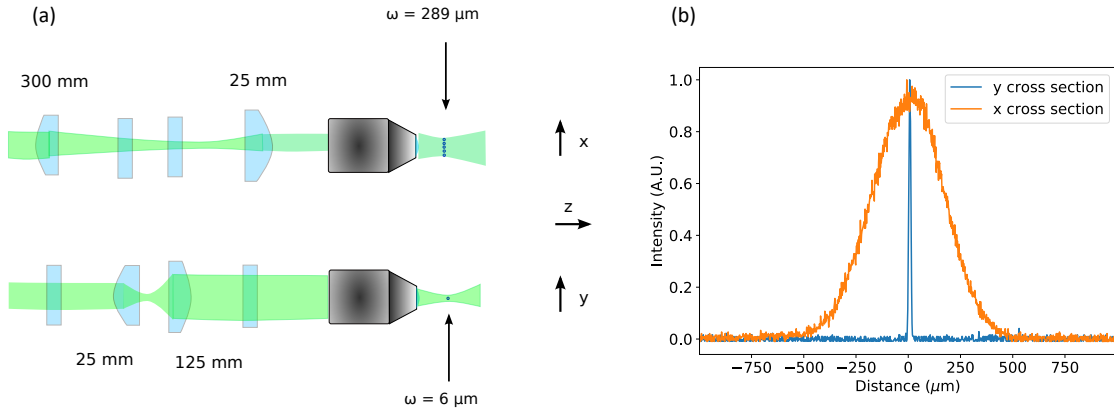 (a)
ω = 289 µm
300 mm
25 mm
x
z
y
25 mm
125 mm
ω = 6 µm
(b)
y cross section
x cross section
Intensity (A.U.)
1.0
0.8
0.6
0.4
0.2
0.0
−750 −500 −250 0 250 500 750
Distance (µm)